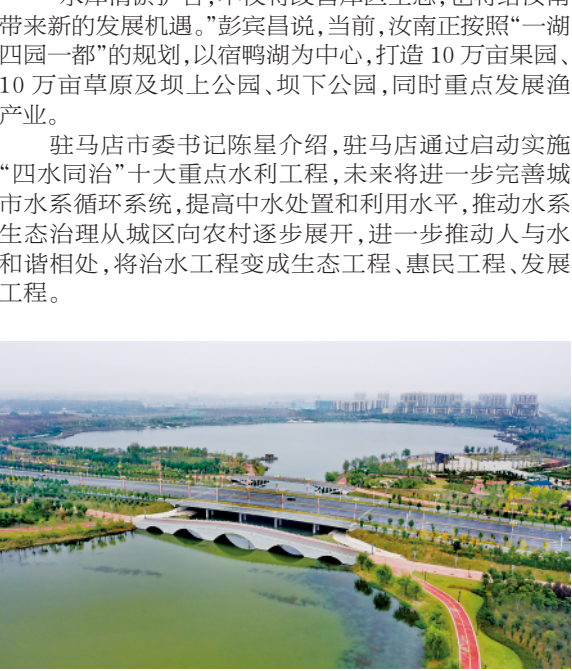 带来新的发展机遇。”彭宾昌说,当前,汝南正按照“一湖
四园一都”的规划,以宿鸭湖为中心,打造 10 万亩果园、
10 万亩草原及坝上公园、坝下公园,同时重点发展渔
产业。
驻马店市委书记陈星介绍,驻马店通过启动实施
“四水同治”十大重点水利工程,未来将进一步完善城
市水系循环系统,提高中水处置和利用水平,推动水系
生态治理从城区向农村逐步展开,进一步推动人与水
和谐相处,将治水工程变成生态工程、惠民工程、发展
工程。